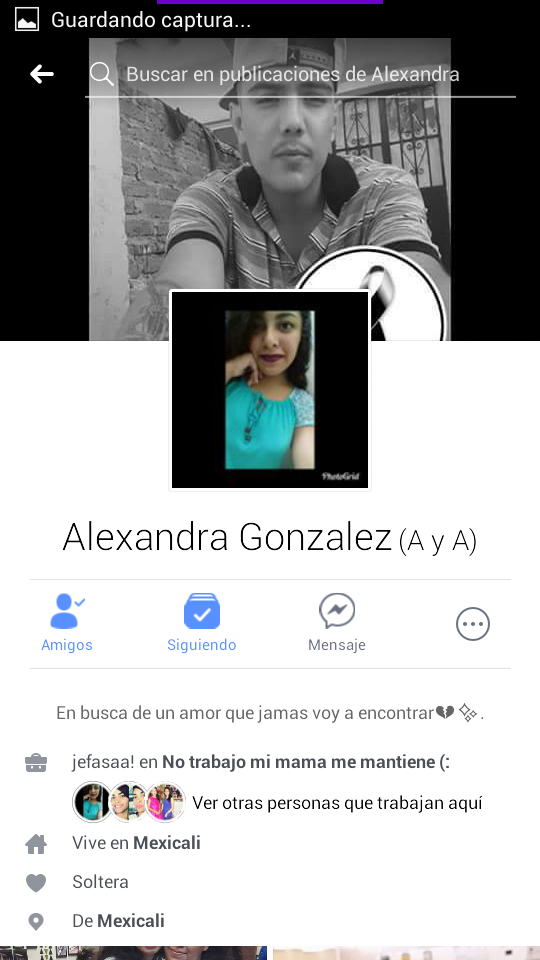 Guardando captura...
Buscar en publicaciones de Alexandra
PhotoGrid
Alexandra Gonzalez (A y A)
Amigos
Siguiendo
Mensaje
En busca de un amor que jamas voy a encontrar💔✨.
jefasaa! en No trabajo mi mama me mantiene (:
Ver otras personas que trabajan aquí
Vive en Mexicali
Soltera
De Mexicali